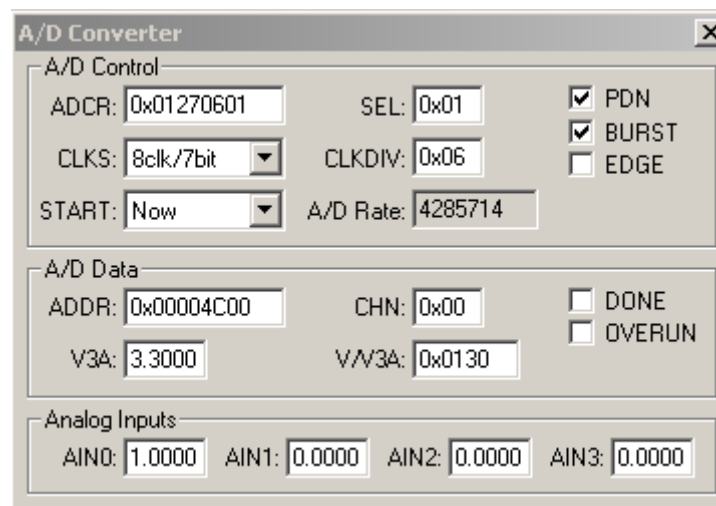 A/D Converter
A/D Control
ADCR: 0x01270601 SEL: 0x01 PDN
BURST
CLKS: 8clk/7bit CLKDIV: 0x06 EDGE
START: Now A/D Rate: 4285714
A/D Data
ADDR: 0x00004C00 CHN: 0x00 DONE
OVERUN
V3A: 3.3000 V/V3A: 0x0130
Analog Inputs
AIN0: 1.0000 AIN1: 0.0000 AIN2: 0.0000 AIN3: 0.0000